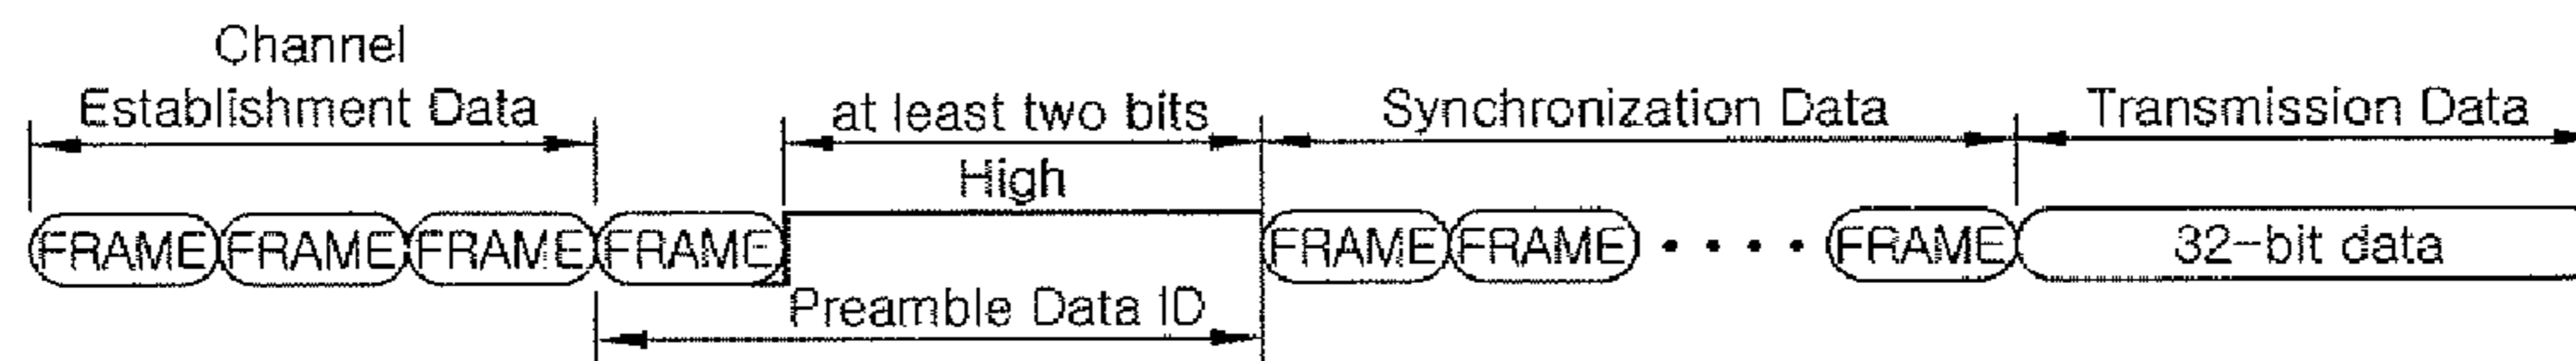 Channel
Establishment Data
at least two bits
Synchronization Data
Transmission Data
High
FRAME FRAME FRAME FRAME FRAME FRAME •••• FRAME 32-bit data
Preamble Data ID